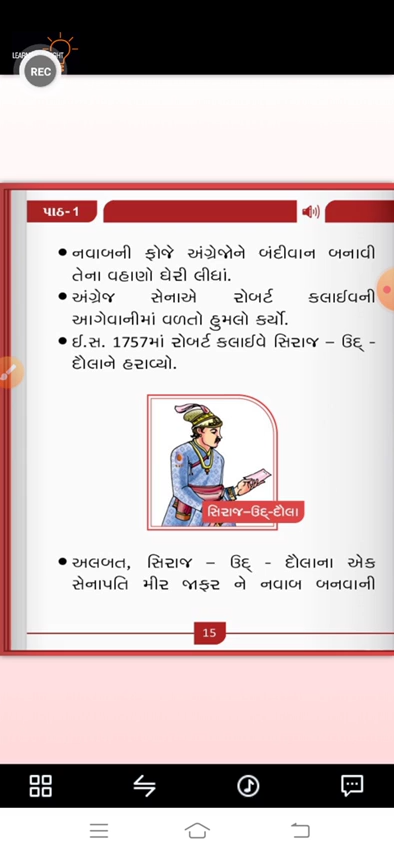 REC
પાઠ- 1
● નવાબની ફોજે અંગ્રેજોને બંદીવાન બનાવી
તેના વહાણો ઘેરી લીધાં.
● અંગ્રેજ સેનાએ રોબર્ટ કલાઈવની
આગેવાનીમાં વળતો હુમલો કર્યો.
● ઈ.સ. 1757માં રોબર્ટ કલાઈવે સિરાજ – ઉદ્ -
દૌલાને હરાવ્યો.
સિરાજ–ઉદ્-દૌલા
● અલબત, સિરાજ – ઉદ્ - દૌલાના એક
સેનાપતિ મીર જાફર ને નવાબ બનવાની
15